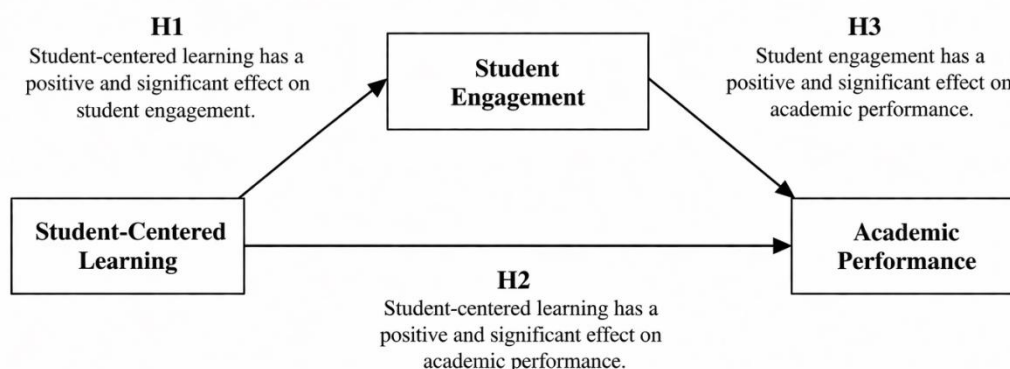 H1
Student-centered learning has a
positive and significant effect on
student engagement.
Student
Engagement
H3
Student engagement has a
positive and significant effect on
academic performance.
Student-Centered
Learning
Academic
Performance
H2
Student-centered learning has a
positive and significant effect on
academic performance.